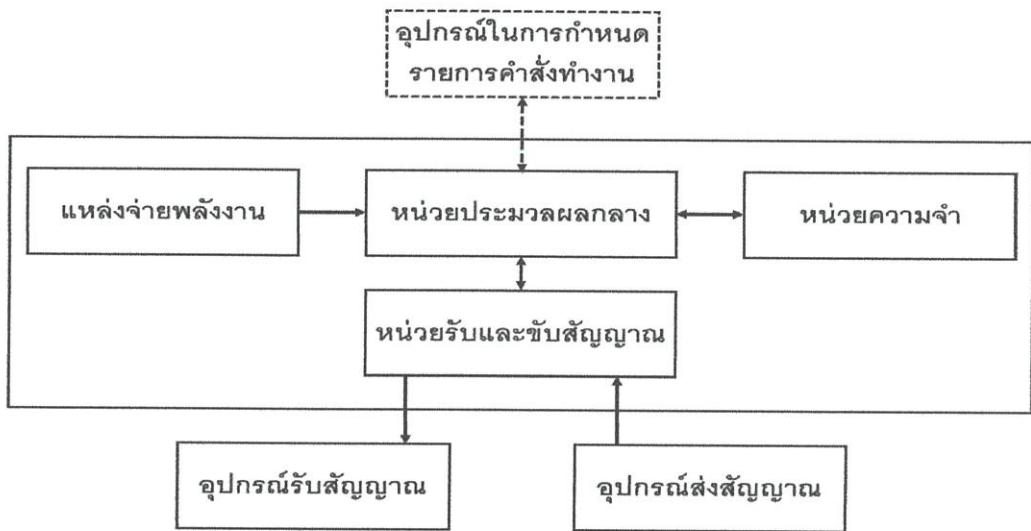 อุปกรณ์ในการกำหนด
รายการคำสั่งทำงาน
แหล่งจ่ายพลังงาน
หน่วยประมวลผลกลาง
หน่วยความจำ
หน่วยรับและขับสัญญาณ
อุปกรณ์รับสัญญาณ
อุปกรณ์ส่งสัญญาณ